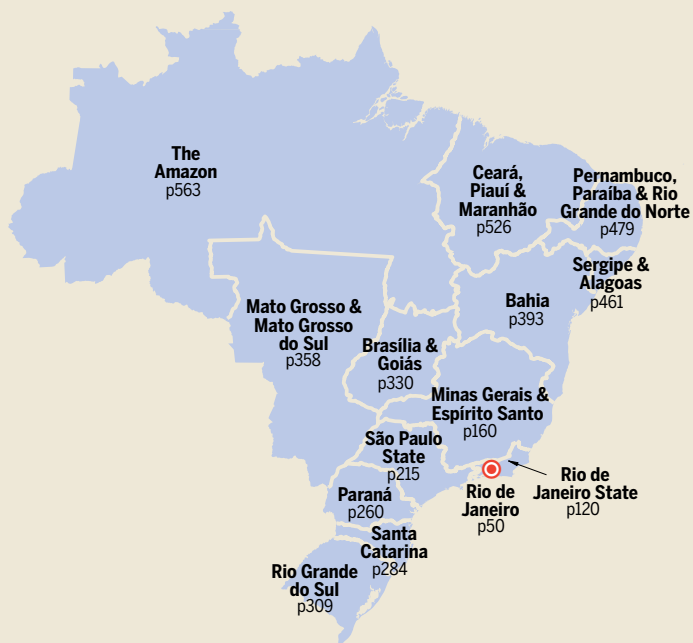 The
Amazon
p563
Ceará,
Piauí &
Maranhão
p526
Pernambuco,
Paraíba & Rio
Grande do Norte
p479
Sergipe &
Alagoas
p461
Bahia
p393
Mato Grosso &
Mato Grosso
do Sul
p358
Brasília &
Goiás
p330
Minas Gerais &
Espírito Santo
p160
São Paulo
State
p215
Rio de
Janeiro State
p120
Rio de
Janeiro
p50
Paraná
p260
Santa
Catarina
p284
Rio Grande
do Sul
p309